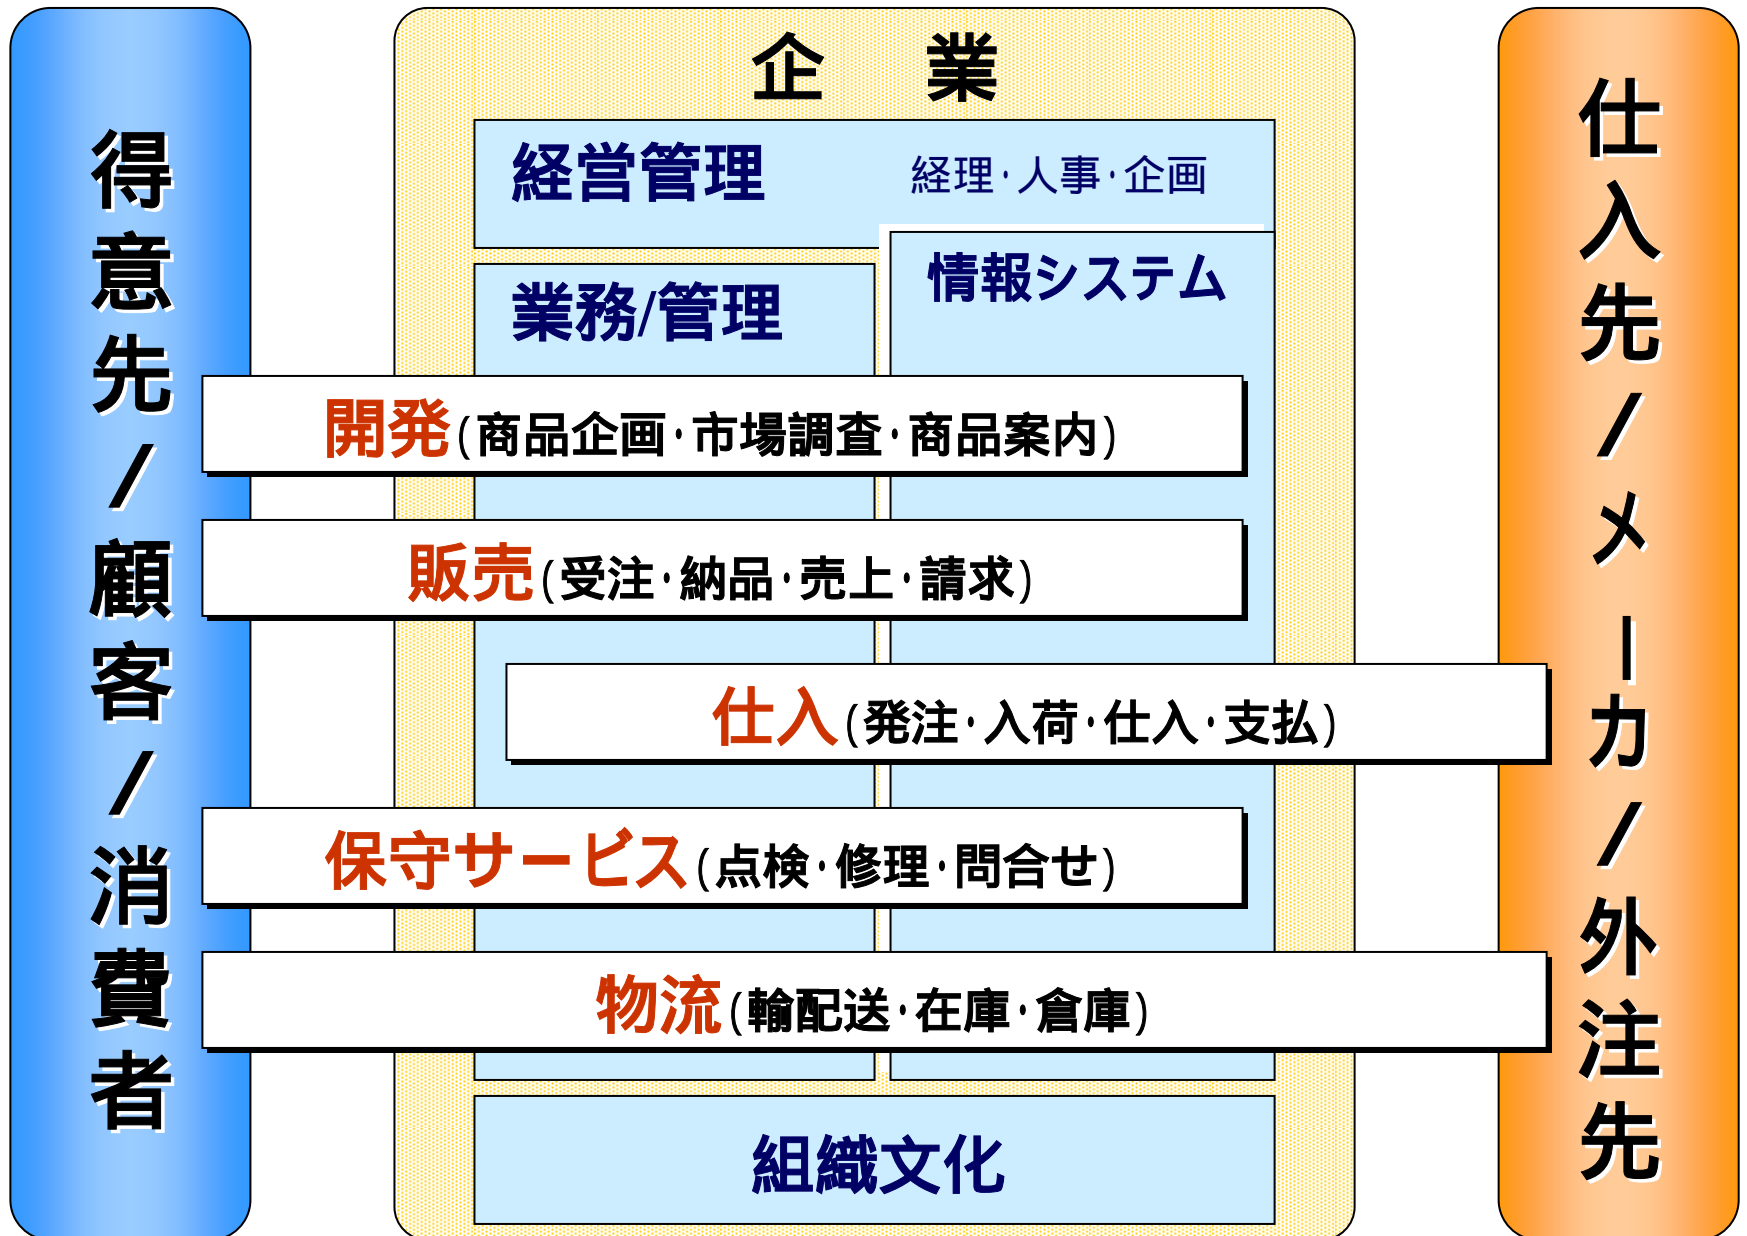 企　業
得意先/顧客/消費者
経営管理
経理・人事・企画
業務/管理
情報システム
開発(商品企画・市場調査・商品案内)
販売(受注・納品・売上・請求)
仕入(発注・入荷・仕入・支払)
保守サービス(点検・修理・問合せ)
物流(輸配送・在庫・倉庫)
組織文化
仕入先/メーカ/外注先